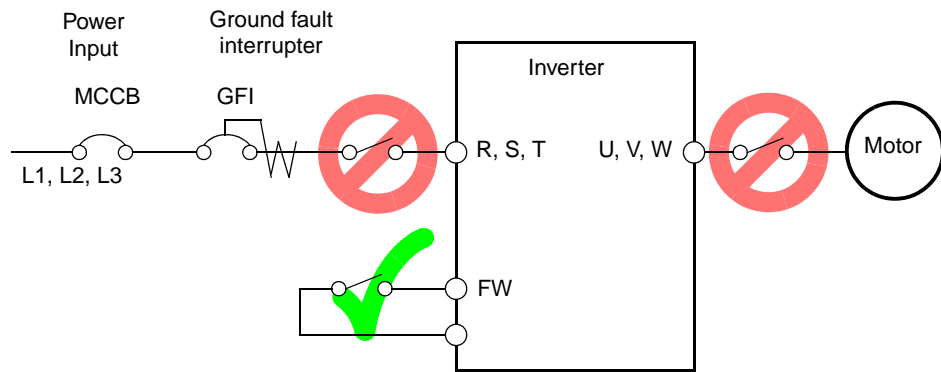 Power
Input
Ground fault
interrupter
MCCB
GFI
Inverter
L1, L2, L3
R, S, T
U, V, W
Motor
FW